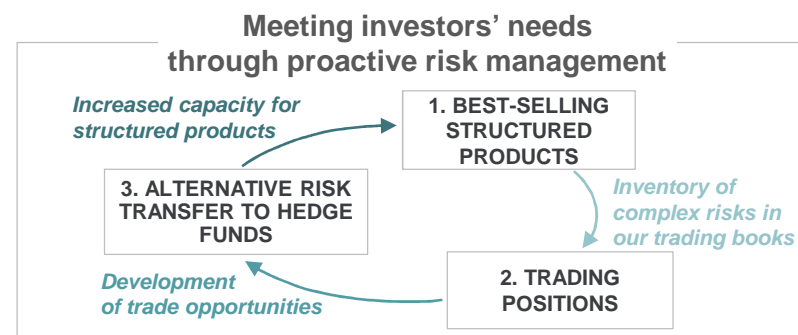 Meeting investors’ needs
through proactive risk management
Increased capacity for
structured products
1. BEST-SELLING
STRUCTURED
PRODUCTS
3. ALTERNATIVE RISK
TRANSFER TO HEDGE
FUNDS
Inventory of
complex risks in
our trading books
Development
of trade opportunities
2. TRADING
POSITIONS